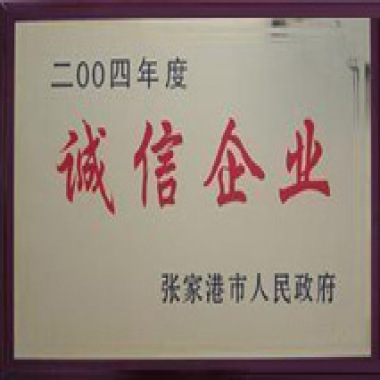 二00四年度
诚信企业
张家港市人民政府